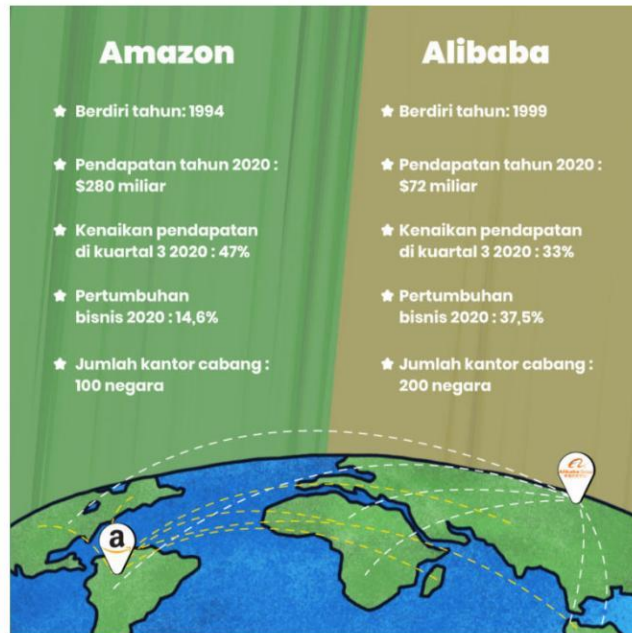 Amazon
Berdiri tahun: 1994
Pendapatan tahun 2020 :
$280 miliar
Kenaikan pendapatan
di kuartal 3 2020 : 47%
Pertumbuhan
bisnis 2020 : 14,6%
Jumlah kantor cabang :
100 negara
Alibaba
Berdiri tahun: 1999
Pendapatan tahun 2020 :
$72 miliar
Kenaikan pendapatan
di kuartal 3 2020 : 33%
Pertumbuhan
bisnis 2020 : 37,5%
Jumlah kantor cabang :
200 negara
a